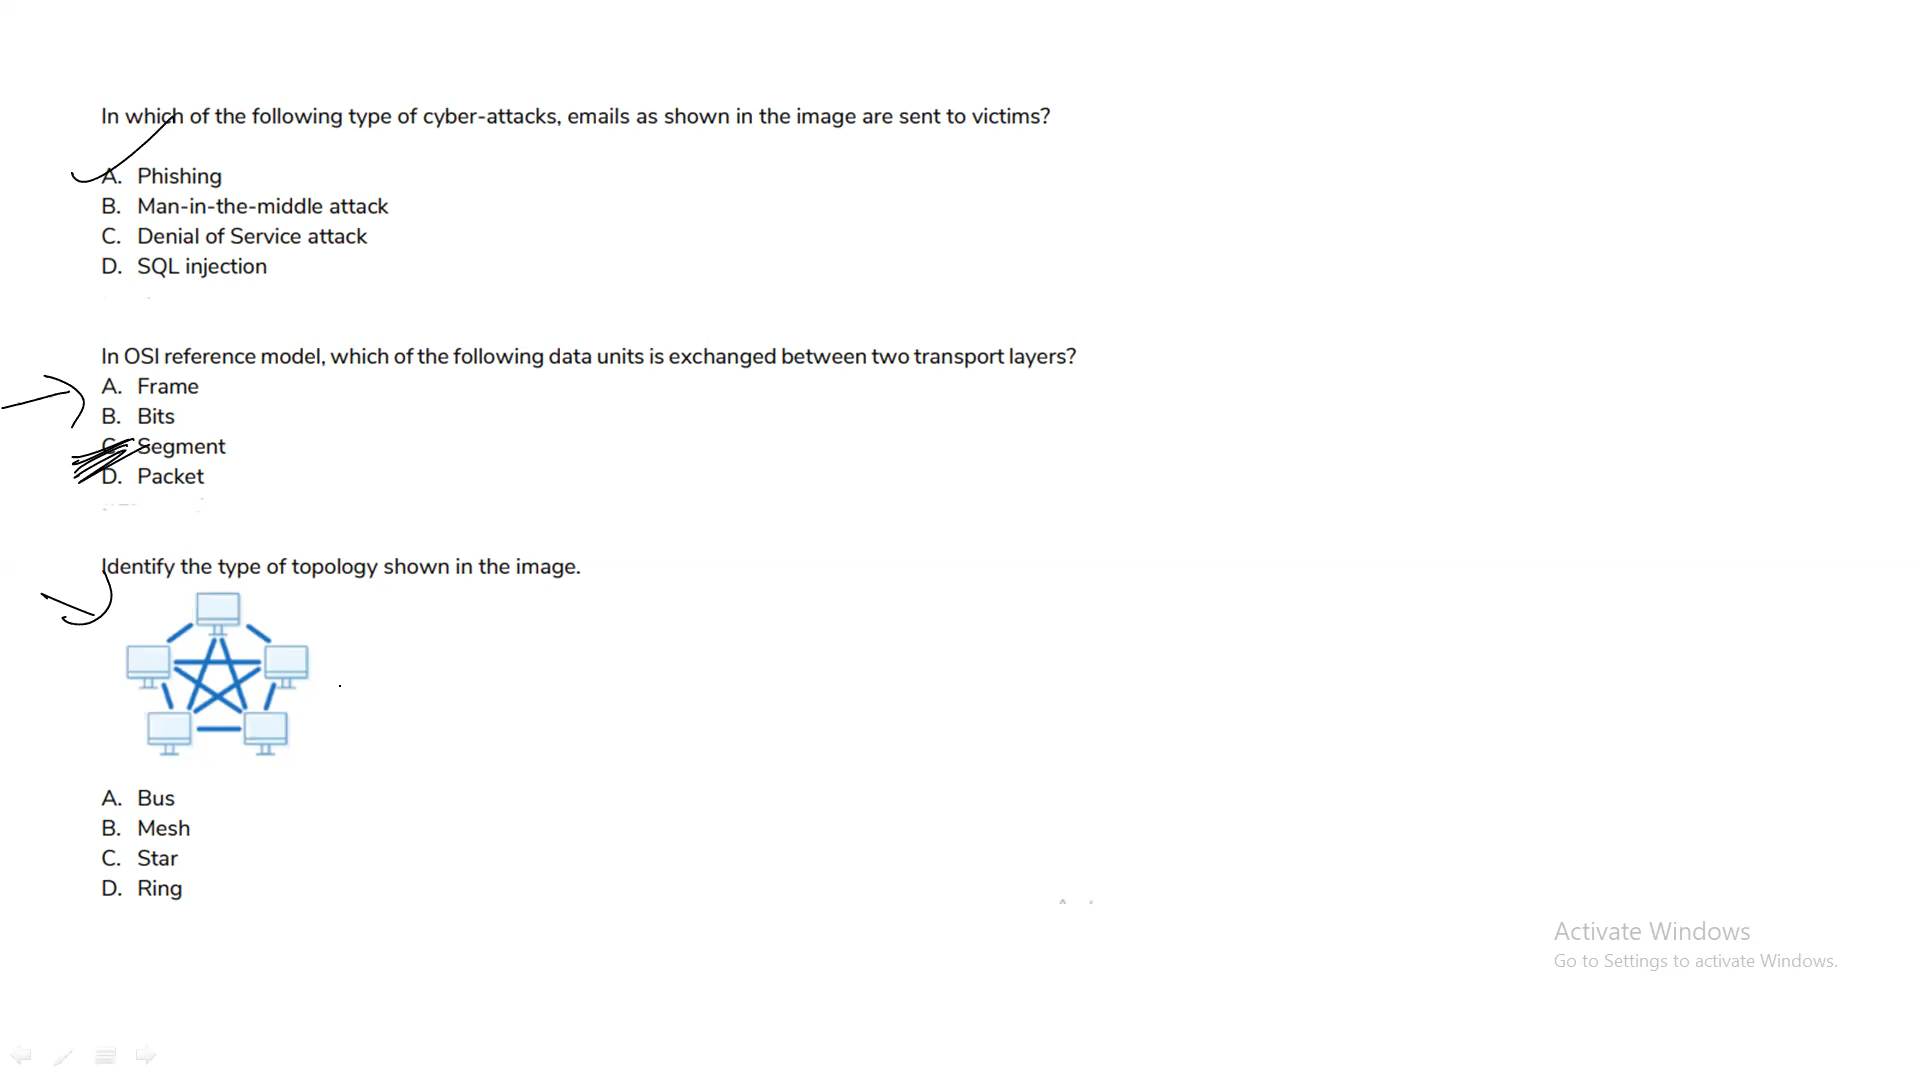 In which of the following type of cyber-attacks, emails as shown in the image are sent to victims?
A. Phishing
B. Man-in-the-middle attack
C. Denial of Service attack
D. SQL injection
In OSI reference model, which of the following data units is exchanged between two transport layers?
A. Frame
B. Bits
C. Segment
D. Packet
Identify the type of topology shown in the image.
A. Bus
B. Mesh
C. Star
D. Ring
Activate Windows
Go to Settings to activate Windows.